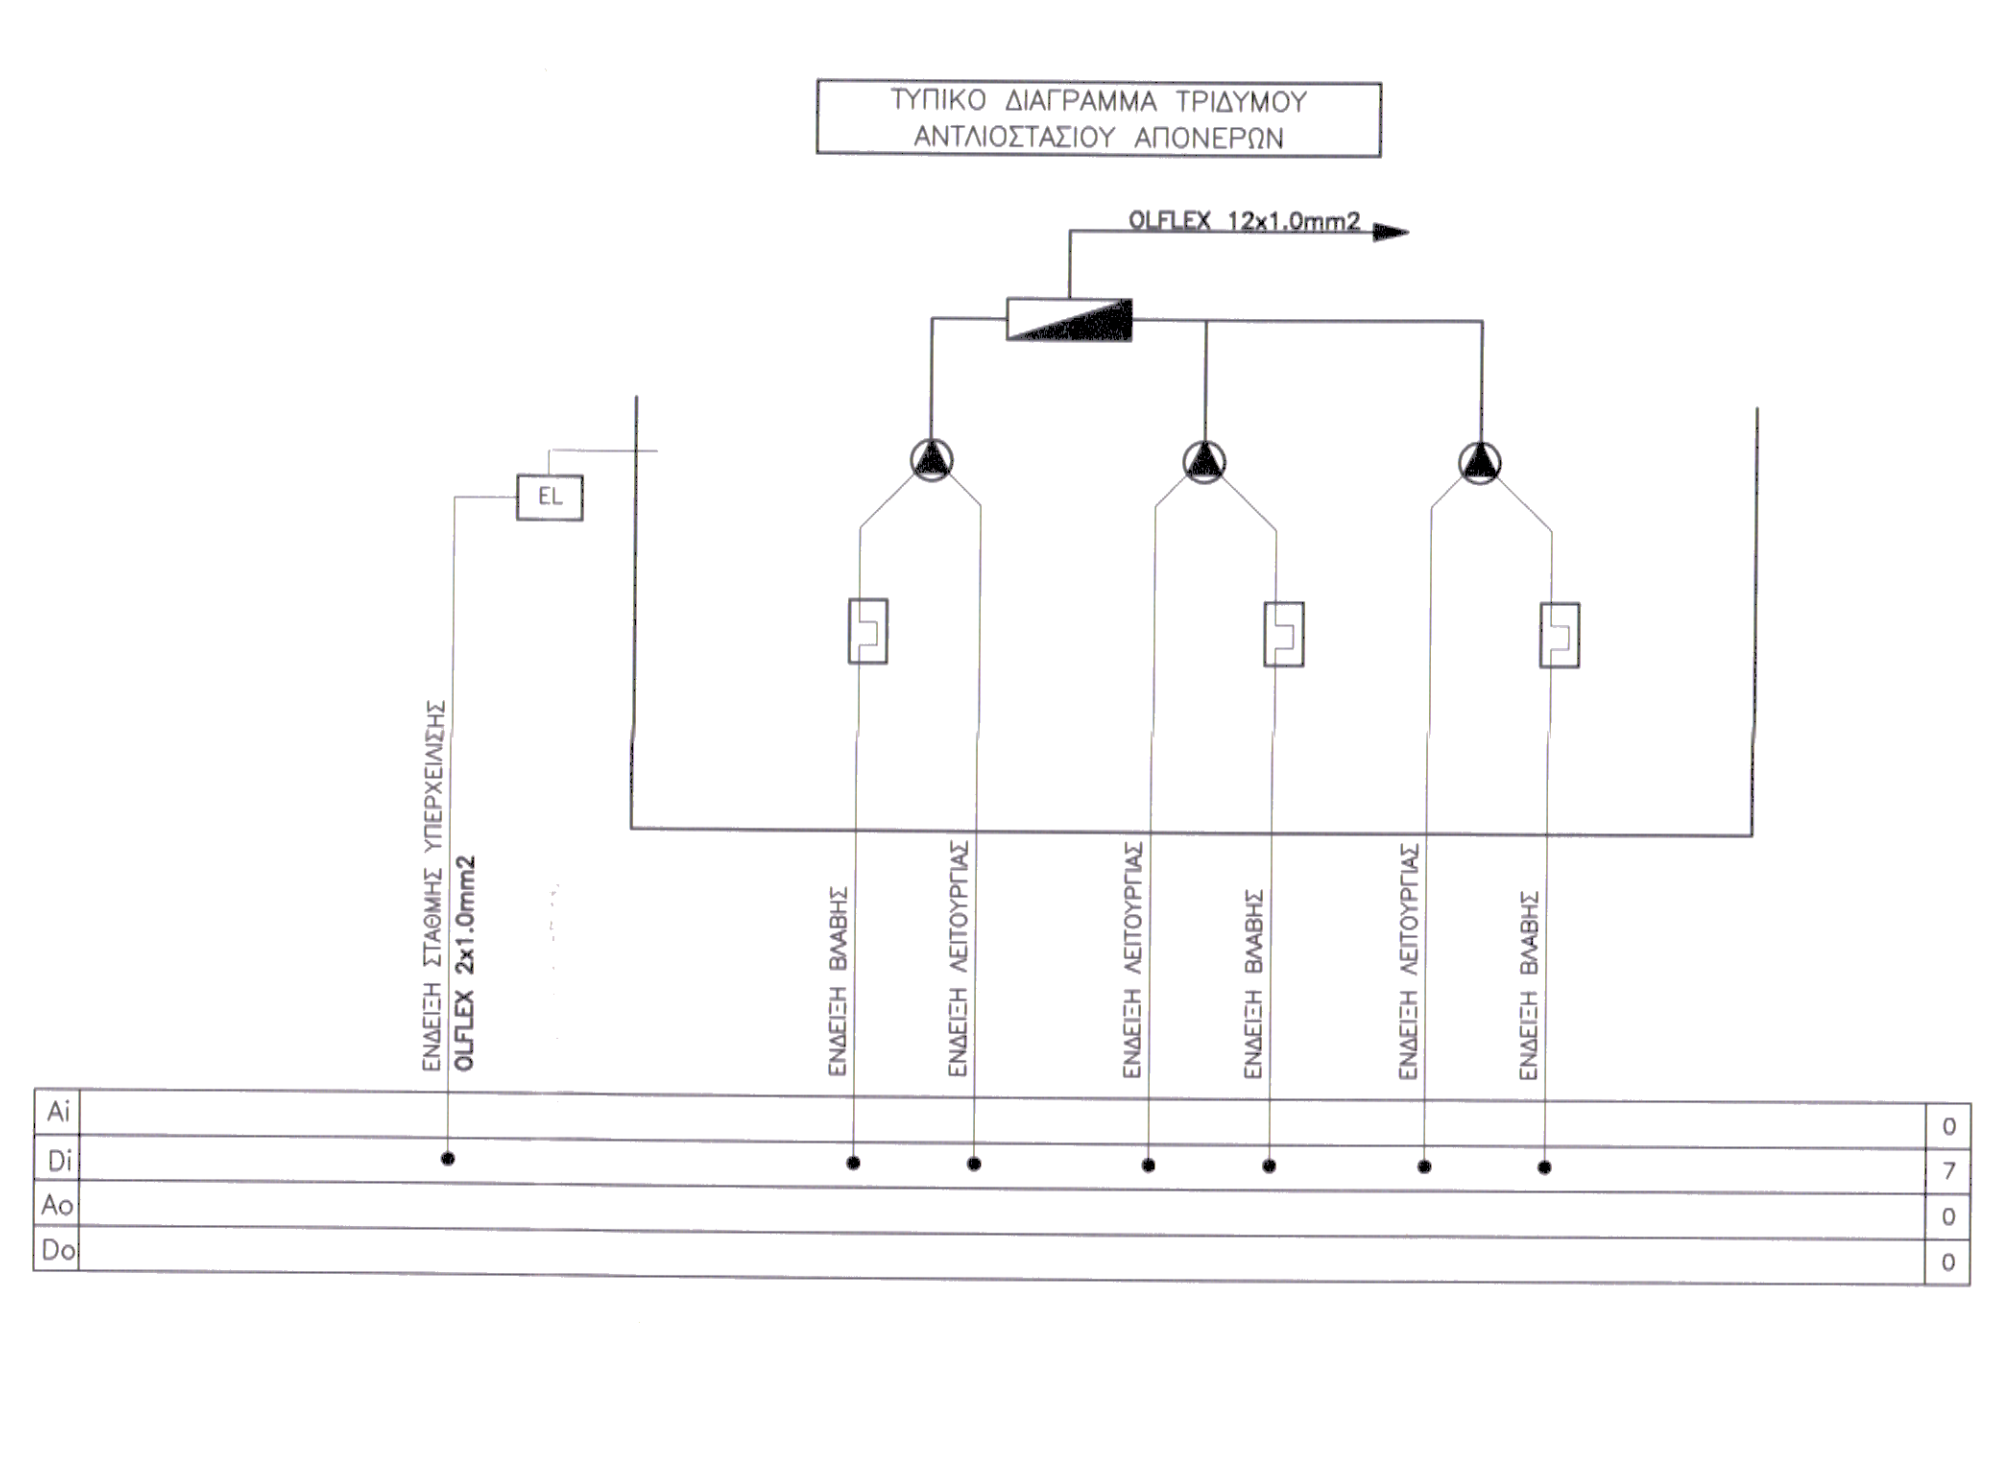 ΤΥΠΙΚΟ ΔΙΑΓΡΑΜΜΑ ΤΡΙΔΥΜΟΥ
ΑΝΤΛΙΟΣΤΑΣΙΟΥ ΑΠΟΝΕΡΩΝ
OLFLEX 12x1.0mm2
EL
ΕΝΔΕΙΞΗ ΣΤΑΘΜΗΣ ΥΠΕΡΧΕΙΛΙΣΗΣ
OLFLEX 2x1.0mm2
ΕΝΔΕΙΞΗ ΒΛΑΒΗΣ
ΕΝΔΕΙΞΗ ΛΕΙΤΟΥΡΓΙΑΣ
ΕΝΔΕΙΞΗ ΛΕΙΤΟΥΡΓΙΑΣ
ΕΝΔΕΙΞΗ ΒΛΑΒΗΣ
ΕΝΔΕΙΞΗ ΛΕΙΤΟΥΡΓΙΑΣ
ΕΝΔΕΙΞΗ ΒΛΑΒΗΣ
Ai 0
Di 7
Ao 0
Do 0